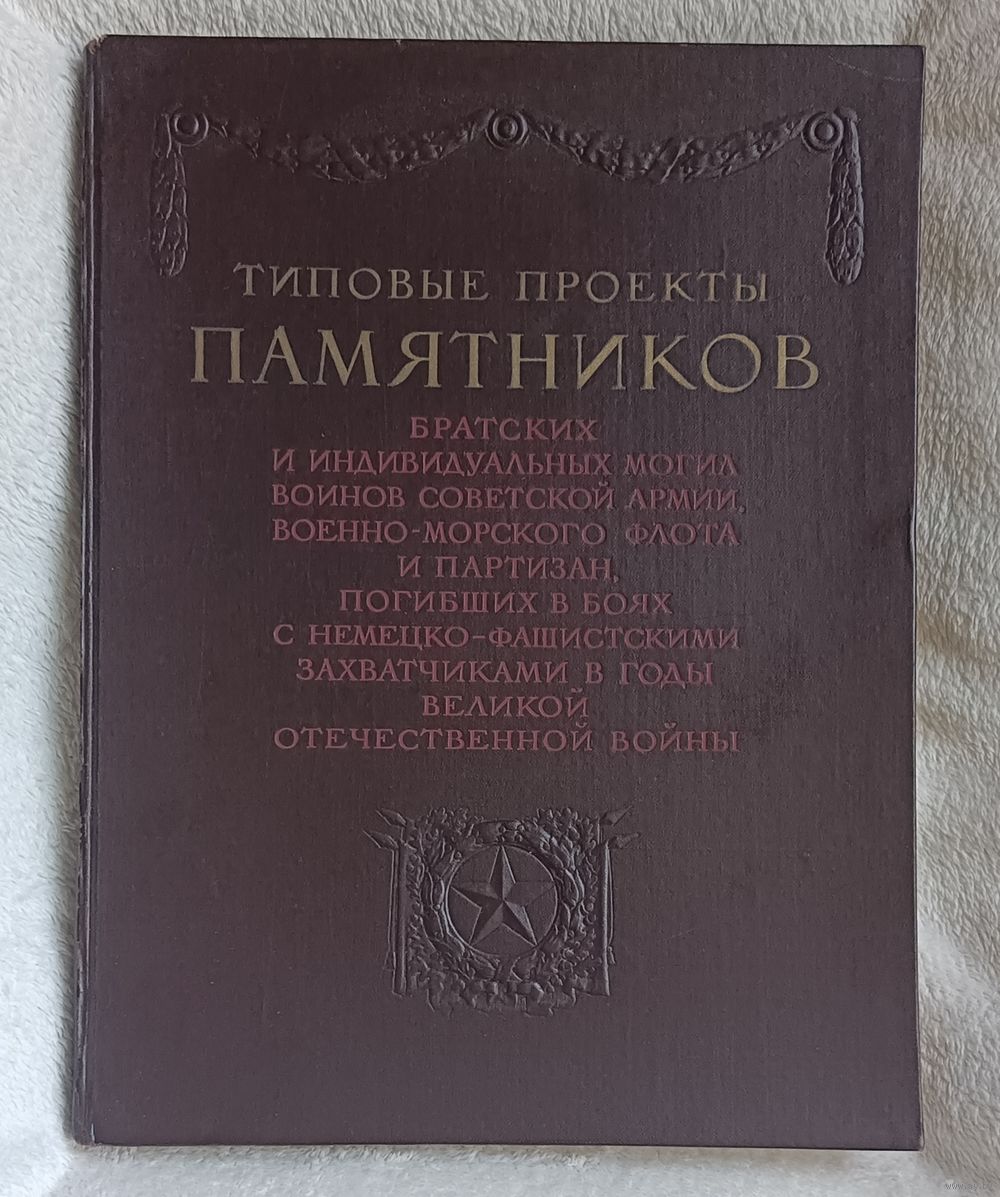 ТИПОВЫЕ ПРОЕКТЫ
ПАМЯТНИКОВ
БРАТСКИХ
И ИНДИВИДУАЛЬНЫХ МОГИЛ
ВОИНОВ СОВЕТСКОЙ АРМИИ,
ВОЕННО-МОРСКОГО ФЛОТА
И ПАРТИЗАН,
ПОГИБШИХ В БОЯХ
С НЕМЕЦКО-ФАШИСТСКИМИ
ЗАХВАТЧИКАМИ В ГОДЫ
ВЕЛИКОЙ
ОТЕЧЕСТВЕННОЙ ВОЙНЫ